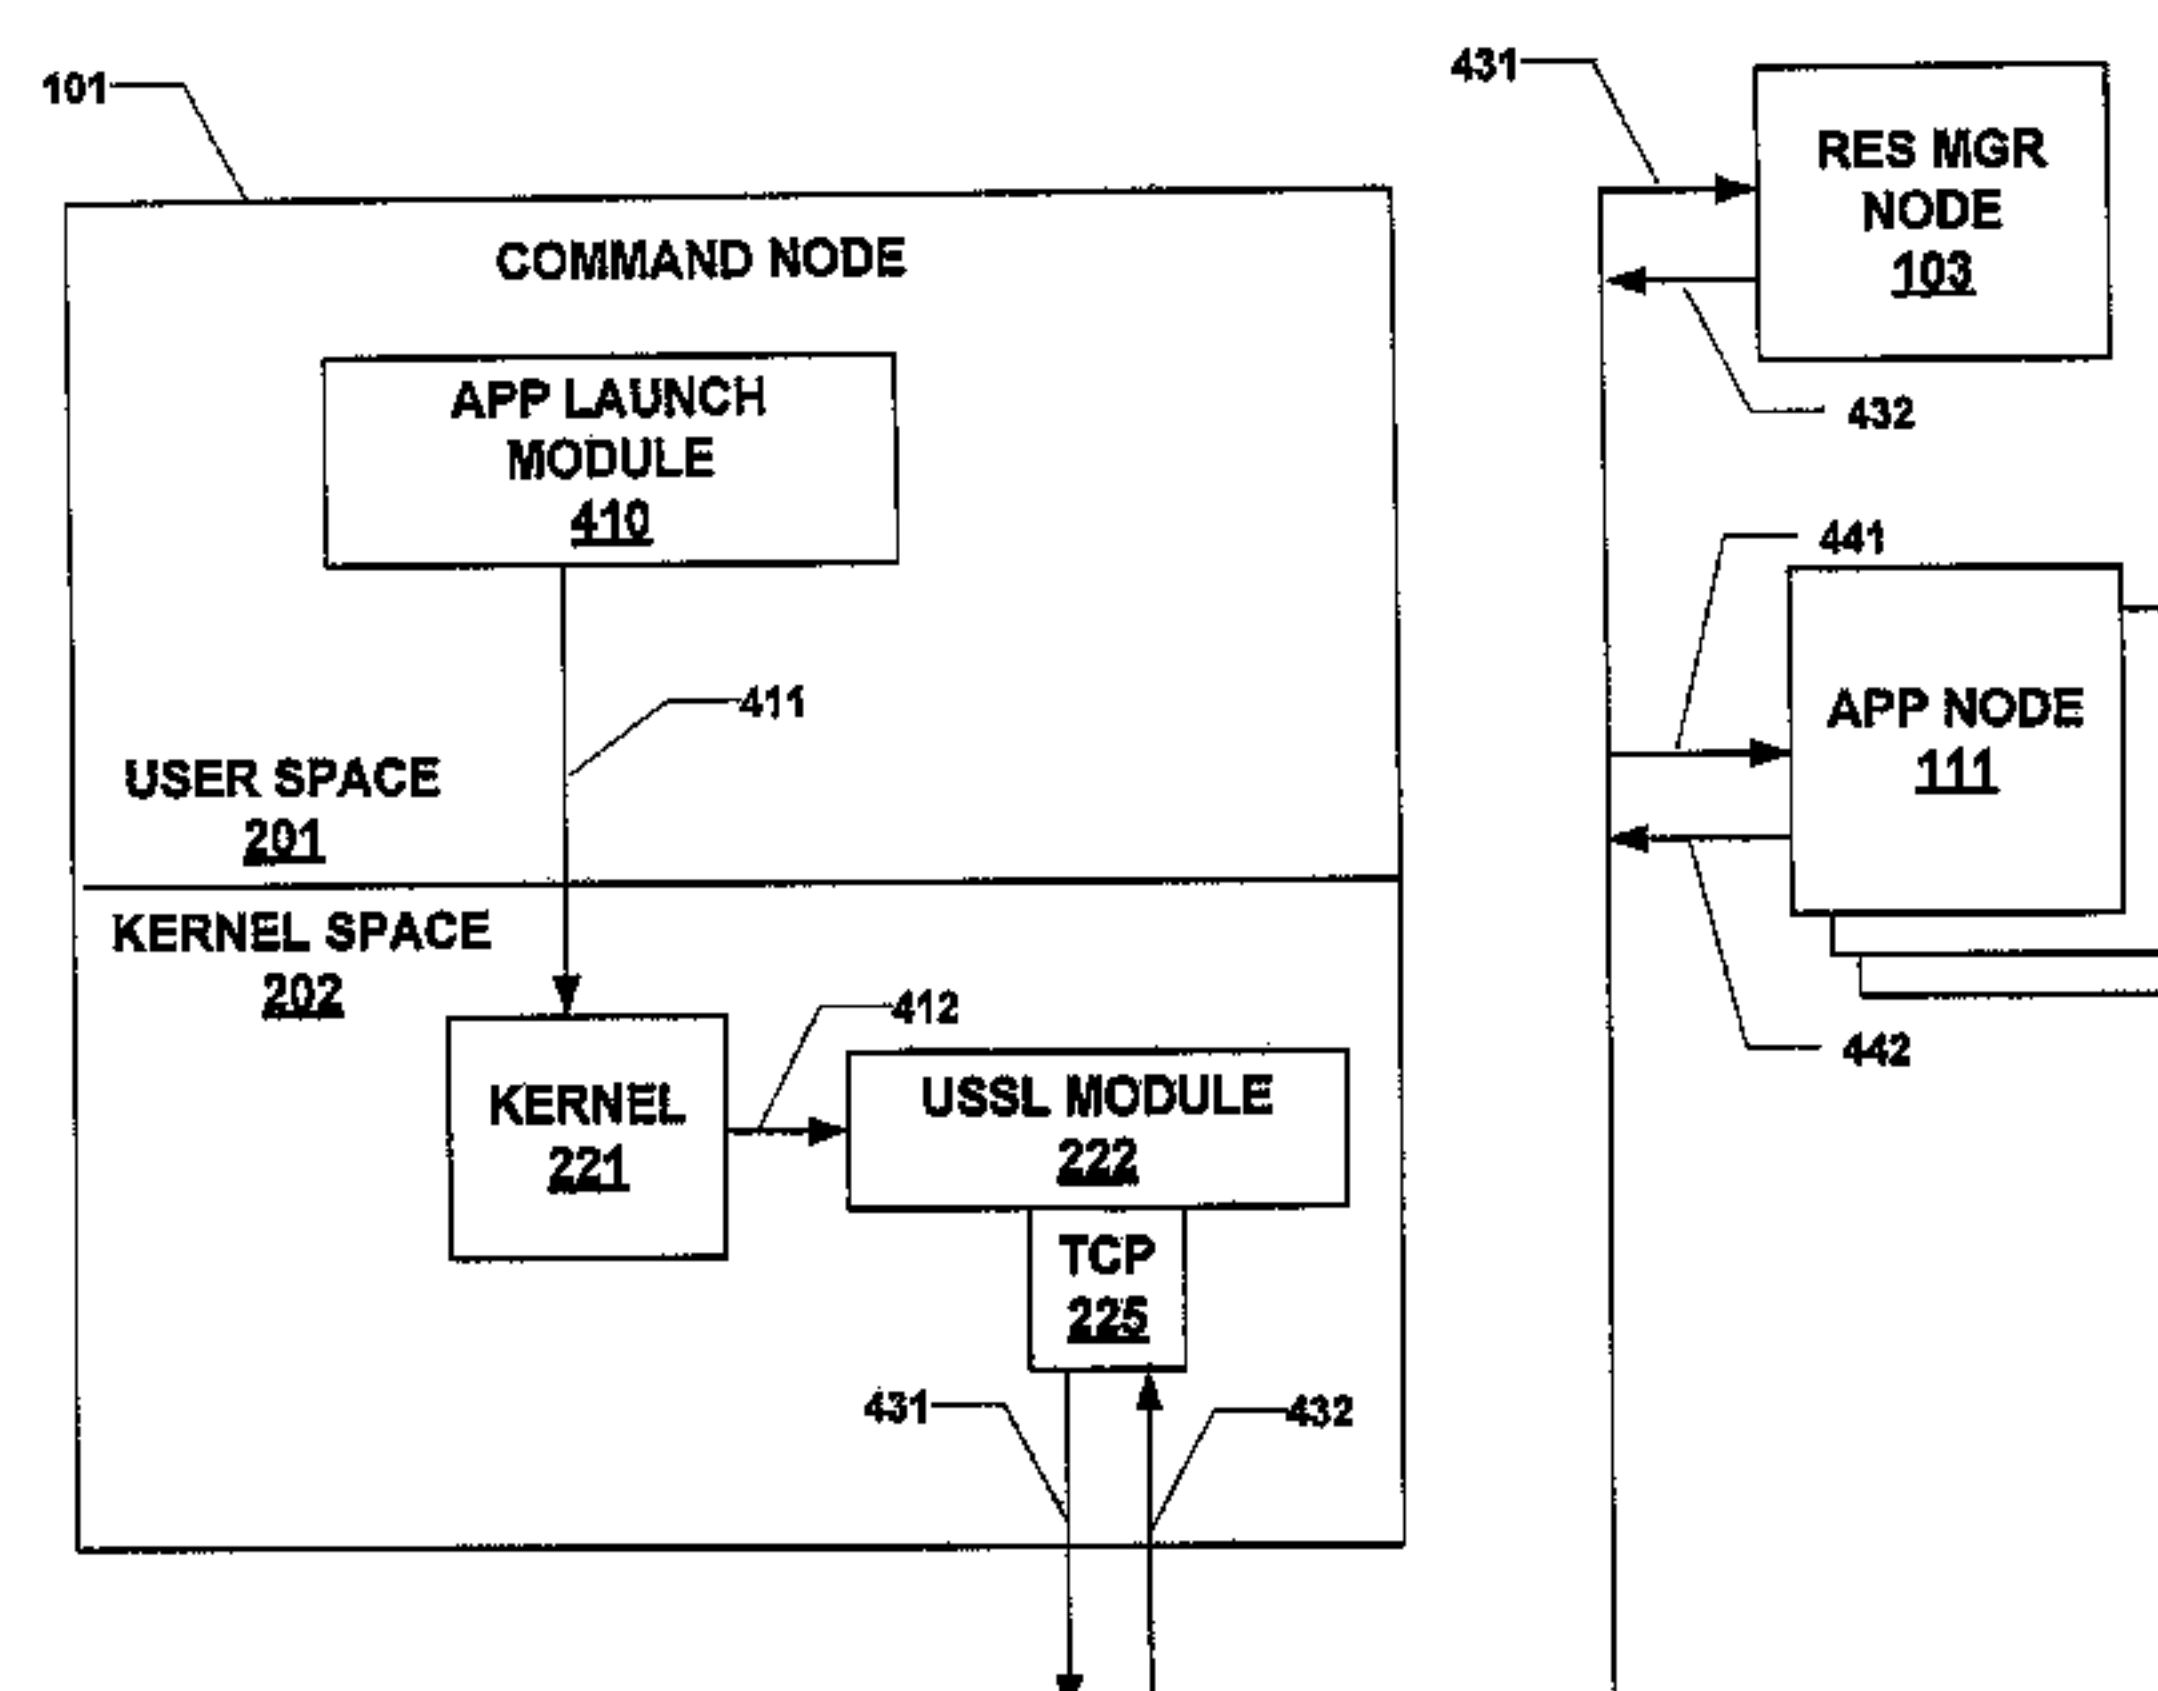 101
COMMAND NODE
APP LAUNCH
MODULE
410
411
USER SPACE
201
KERNEL SPACE
202
KERNEL
221
412
USSL MODULE
222
TCP
225
431
432
431
RES MGR
NODE
103
432
441
APP NODE
111
442